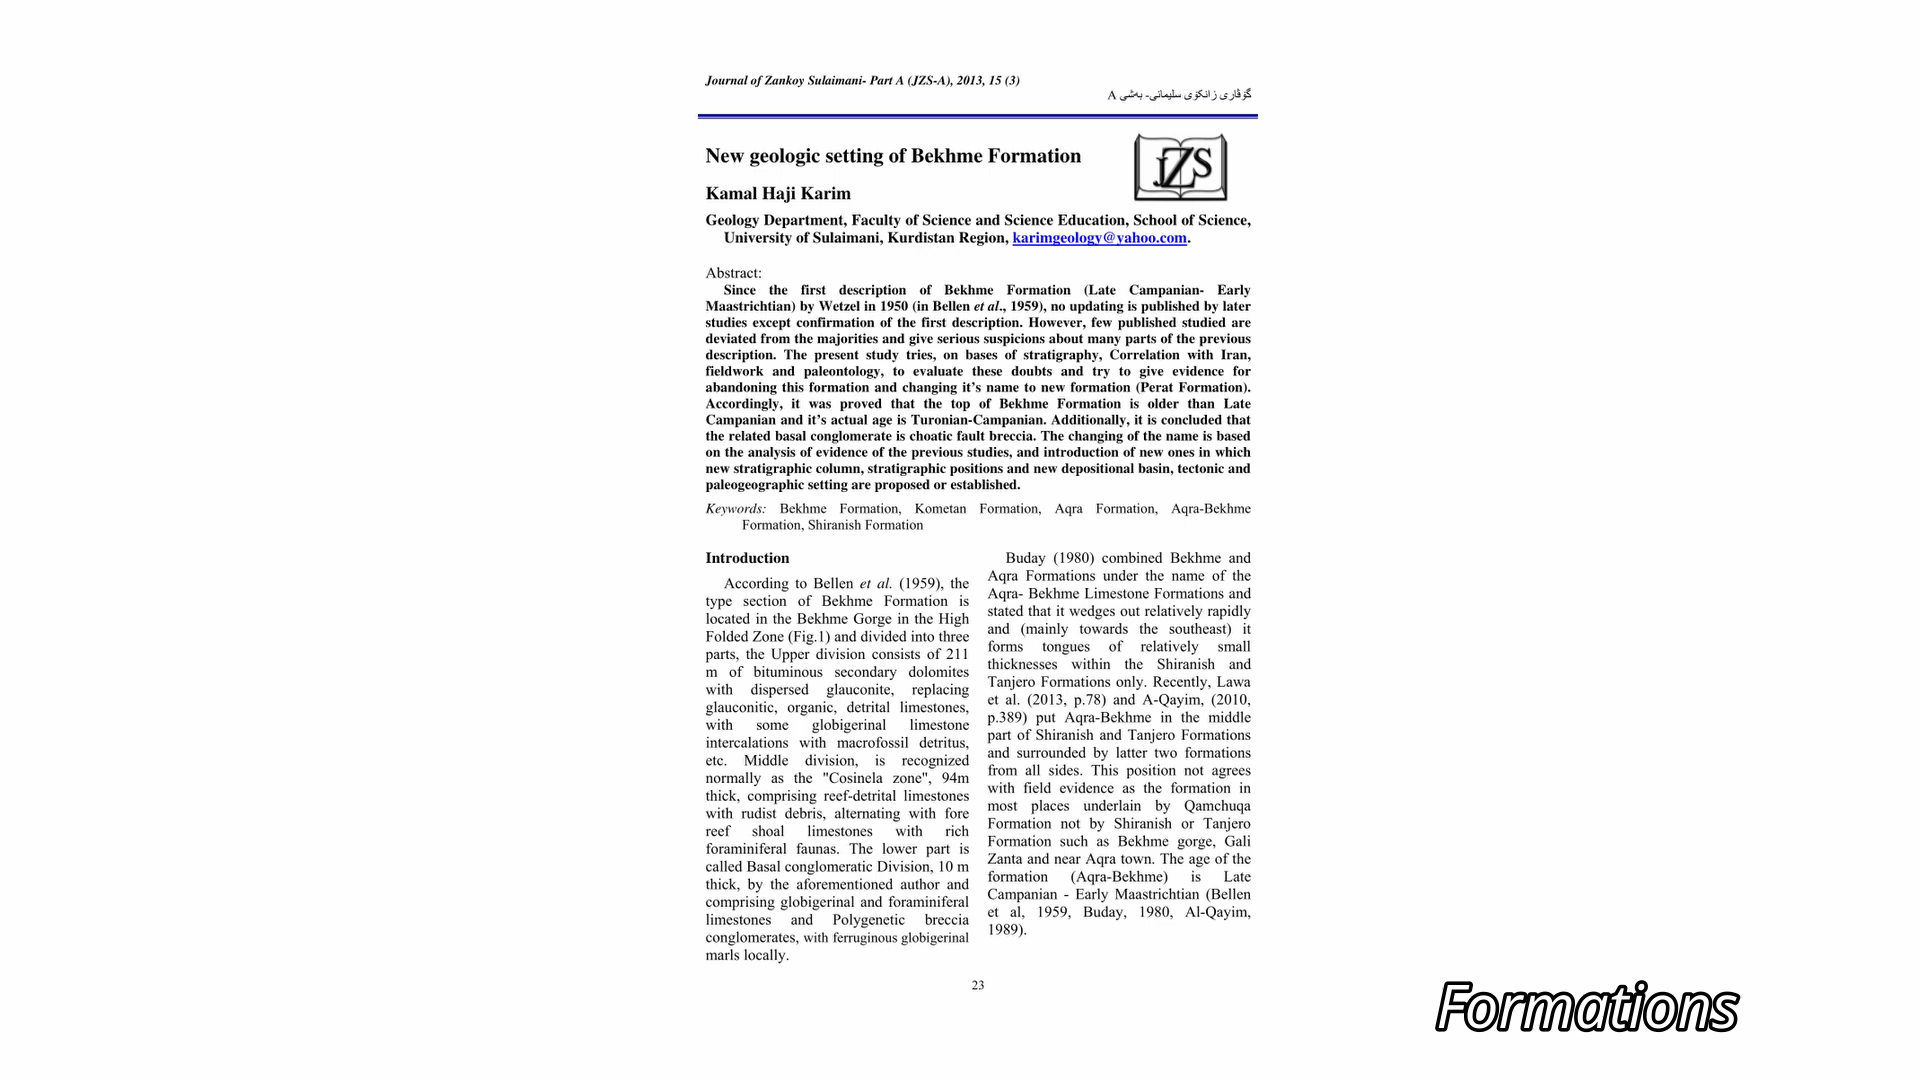 Journal of Zankoy Sulaimani- Part A (JZS-A), 2013, 15 (3)
گۆڤاری زانکۆی سلیمانی- بەشی A
New geologic setting of Bekhme Formation
JZS
Kamal Haji Karim
Geology Department, Faculty of Science and Science Education, School of Science,
University of Sulaimani, Kurdistan Region, karimgeology@yahoo.com.
Abstract:
Since the first description of Bekhme Formation (Late Campanian- Early
Maastrichtian) by Wetzel in 1950 (in Bellen et al., 1959), no updating is published by later
studies except confirmation of the first description. However, few published studied are
deviated from the majorities and give serious suspicions about many parts of the previous
description. The present study tries, on bases of stratigraphy, Correlation with Iran,
fieldwork and paleontology, to evaluate these doubts and try to give evidence for
abandoning this formation and changing it's name to new formation (Perat Formation).
Accordingly, it was proved that the top of Bekhme Formation is older than Late
Campanian and it's actual age is Turonian-Campanian. Additionally, it is concluded that
the related basal conglomerate is choatic fault breccia. The changing of the name is based
on the analysis of evidence of the previous studies, and introduction of new ones in which
new stratigraphic column, stratigraphic positions and new depositional basin, tectonic and
paleogeographic setting are proposed or established.
Keywords: Bekhme Formation, Kometan Formation, Aqra Formation, Aqra-Bekhme
Formation, Shiranish Formation
Introduction
According to Bellen et al. (1959), the
type section of Bekhme Formation is
located in the Bekhme Gorge in the High
Folded Zone (Fig.1) and divided into three
parts, the Upper division consists of 211
m of bituminous secondary dolomites
with dispersed glauconite, replacing
glauconitic, organic, detrital limestones,
with some globigerinal limestone
intercalations with macrofossil detritus,
etc. Middle division, is recognized
normally as the "Cosinela zone", 94m
thick, comprising reef-detrital limestones
with rudist debris, alternating with fore
reef shoal limestones with rich
foraminiferal faunas. The lower part is
called Basal conglomeratic Division, 10 m
thick, by the aforementioned author and
comprising globigerinal and foraminiferal
limestones and Polygenetic breccia
conglomerates, with ferruginous globigerinal
marls locally.
Buday (1980) combined Bekhme and
Aqra Formations under the name of the
Aqra- Bekhme Limestone Formations and
stated that it wedges out relatively rapidly
and (mainly towards the southeast) it
forms tongues of relatively small
thicknesses within the Shiranish and
Tanjero Formations only. Recently, Lawa
et al. (2013, p.78) and A-Qayim, (2010,
p.389) put Aqra-Bekhme in the middle
part of Shiranish and Tanjero Formations
and surrounded by latter two formations
from all sides. This position not agrees
with field evidence as the formation in
most places underlain by Qamchuqa
Formation not by Shiranish or Tanjero
Formation such as Bekhme gorge, Gali
Zanta and near Aqra town. The age of the
formation (Aqra-Bekhme) is Late
Campanian - Early Maastrichtian (Bellen
et al, 1959, Buday, 1980, Al-Qayim,
1989).
23
Formations